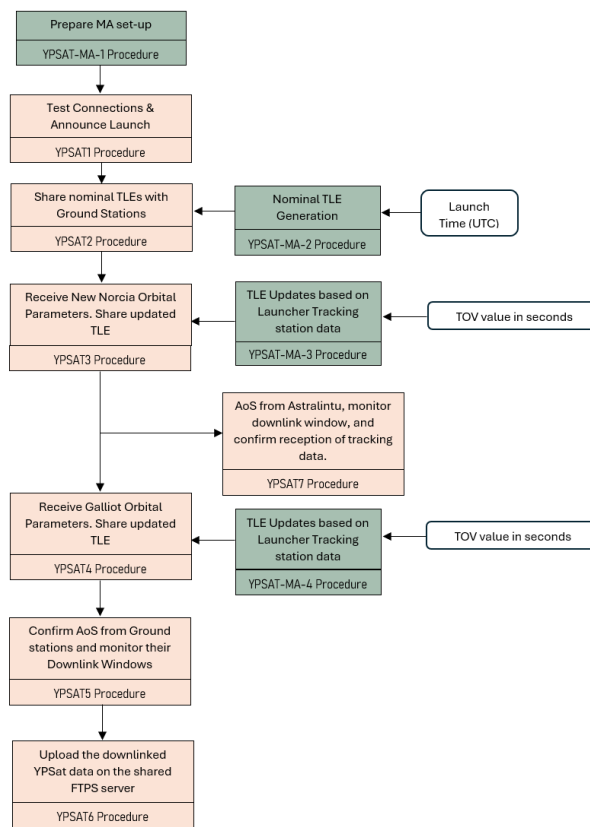 Prepare MA set-up
YPSAT-MA-1 Procedure
Test Connections &
Announce Launch
YPSAT1 Procedure
Share nominal TLEs with
Ground Stations
YPSAT2 Procedure
Nominal TLE
Generation
YPSAT-MA-2 Procedure
Launch
Time (UTC)
Receive New Norcia Orbital
Parameters. Share updated
TLE
YPSAT3 Procedure
TLE Updates based on
Launcher Tracking
station data
YPSAT-MA-3 Procedure
TOV value in seconds
AoS from Astralintu, monitor
downlink window, and
confirm reception of tracking
data.
YPSAT7 Procedure
Receive Galliot Orbital
Parameters. Share updated
TLE
YPSAT4 Procedure
TLE Updates based on
Launcher Tracking
station data
YPSAT-MA-4 Procedure
TOV value in seconds
Confirm AoS from Ground
stations and monitor their
Downlink Windows
YPSAT5 Procedure
Upload the downlinked
YPSat data on the shared
FTPS server
YPSAT6 Procedure